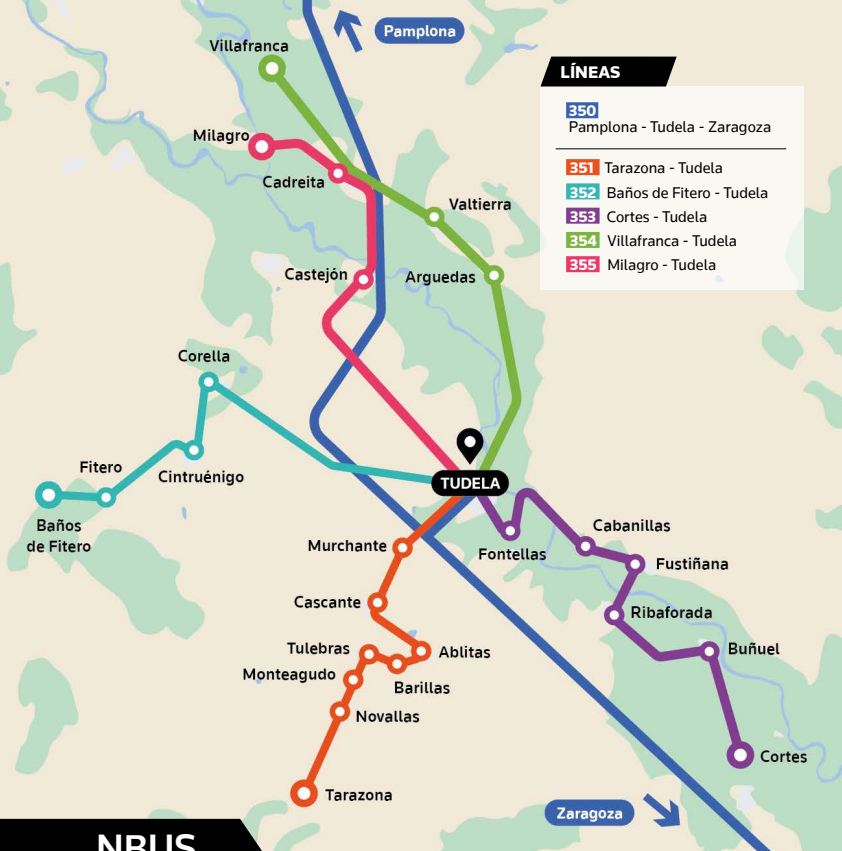 Pamplona
Villafranca
LÍNEAS
350
Pamplona - Tudela - Zaragoza
351 Tarazona - Tudela
352 Baños de Fitero - Tudela
353 Cortes - Tudela
354 Villafranca - Tudela
355 Milagro - Tudela
Milagro
Cadreita
Valtierra
Castejón
Arguedas
Corella
Fitero
Cintruénigo
TUDELA
Baños
de Fitero
Murchante
Fontellas
Cabanillas
Fustiñana
Cascante
Ribaforada
Tulebras
Ablitas
Buñuel
Monteagudo
Barillas
Novallas
Cortes
Tarazona
Zaragoza
NBUS